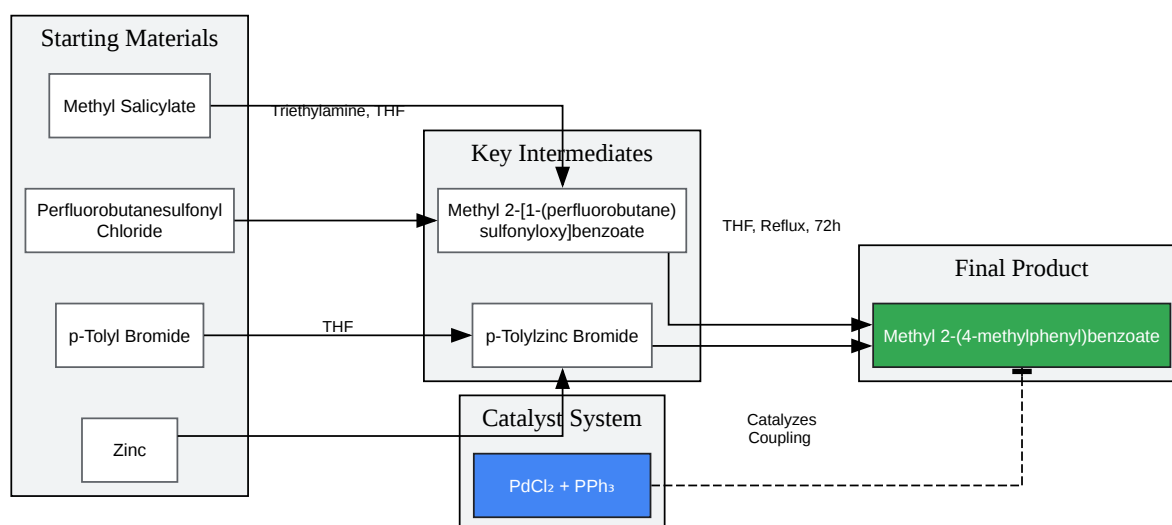 Starting Materials
Methyl Salicylate
Triethylamine, THF
Key Intermediates
Perfluorobutanesulfonyl
Chloride
Methyl 2-[1-(perfluorobutane)
sulfonyloxy]benzoate
THF, Reflux, 72h
Final Product
p-Tolyl Bromide
THF
p-Tolylzinc Bromide
Methyl 2-(4-methylphenyl)benzoate
Zinc
Catalyst System
Catalyzes
Coupling
PdCl₂ + PPh₃